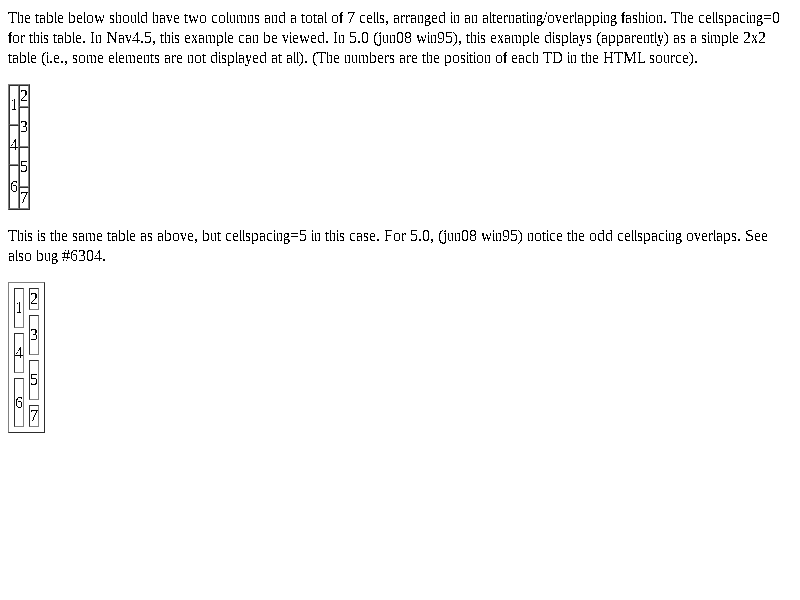 The table below should have two columns and a total of 7 cells, arranged in an alternating/overlapping fashion. The cellspacing=0
for this table. In Nav4.5, this example can be viewed. In 5.0 (jun08 win95), this example displays (apparently) as a simple 2x2
table (i.e., some elements are not displayed at all). (The numbers are the position of each TD in the HTML source).
2
1
3
4
5
6
7
This is the same table as above, but cellspacing=5 in this case. For 5.0, (jun08 win95) notice the odd cellspacing overlaps. See
also bug #6304.
2
1
3
4
5
6
7